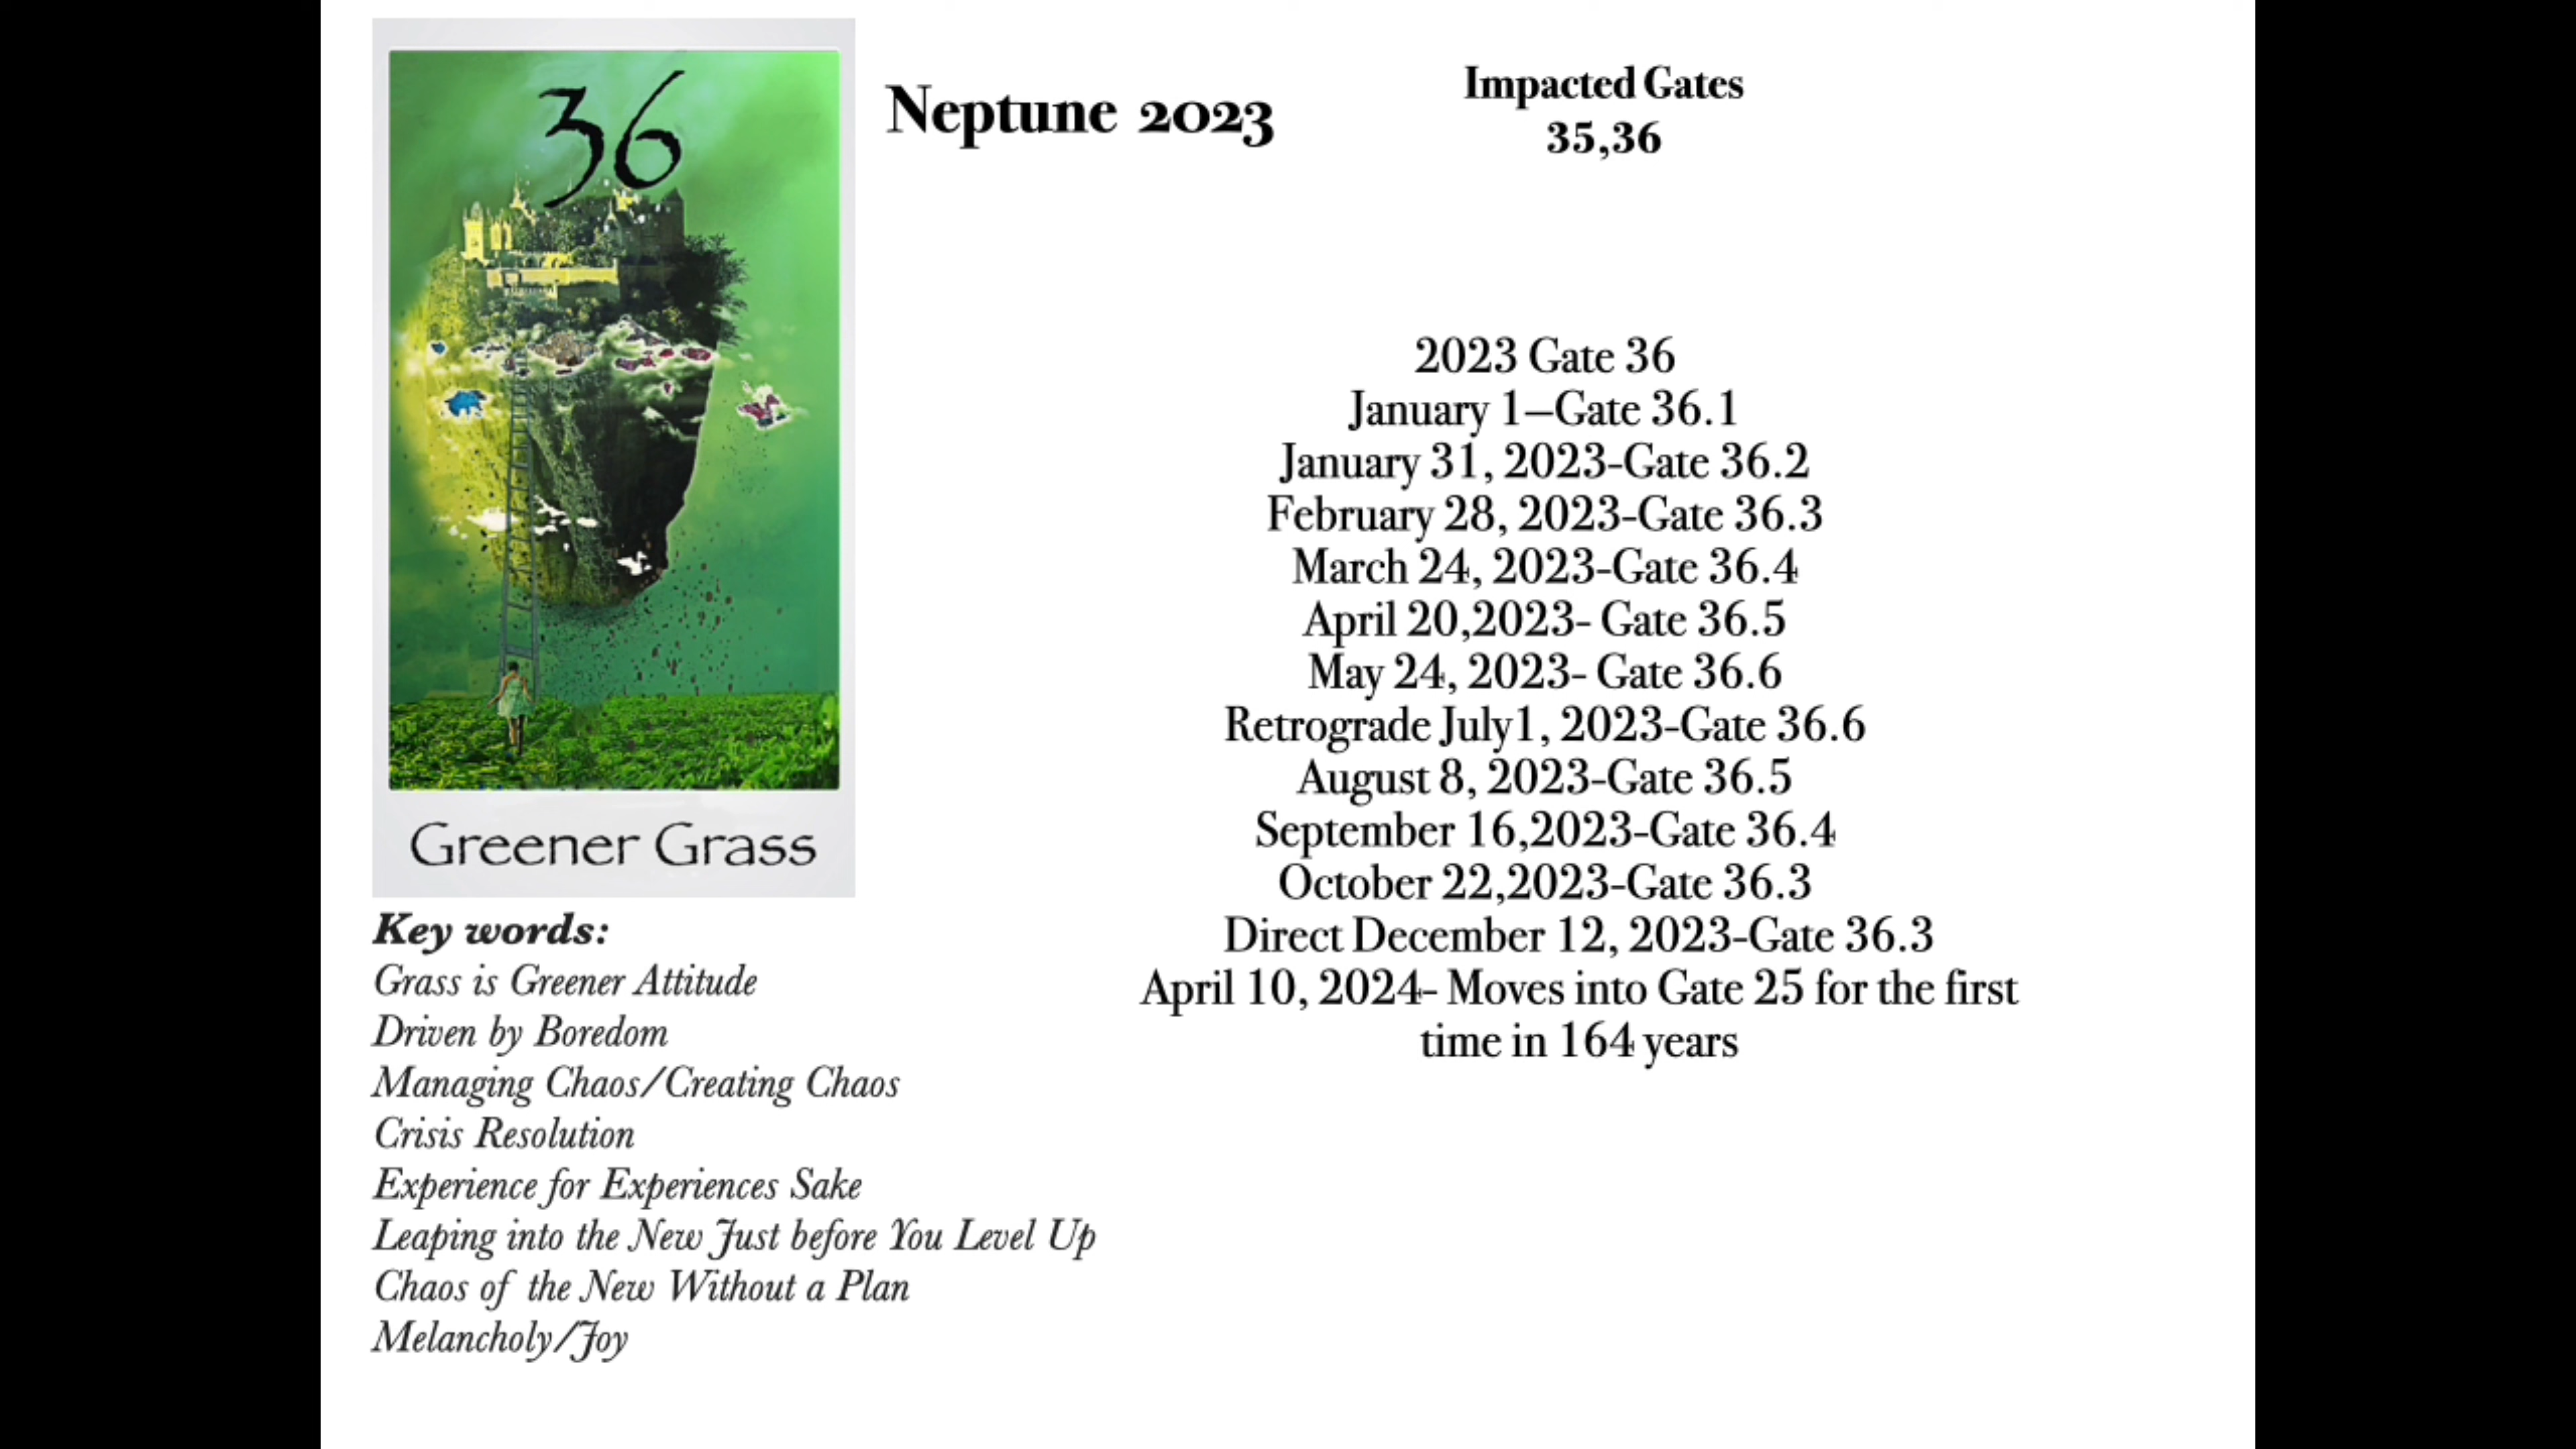 36
Greener Grass
Neptune 2023
Impacted Gates
35,36
2023 Gate 36
January 1—Gate 36.1
January 31, 2023-Gate 36.2
February 28, 2023-Gate 36.3
March 24, 2023-Gate 36.4
April 20,2023- Gate 36.5
May 24, 2023- Gate 36.6
Retrograde July1, 2023-Gate 36.6
August 8, 2023-Gate 36.5
September 16,2023-Gate 36.4
October 22,2023-Gate 36.3
Direct December 12, 2023-Gate 36.3
April 10, 2024- Moves into Gate 25 for the first
time in 164 years
Key words:
Grass is Greener Attitude
Driven by Boredom
Managing Chaos/Creating Chaos
Crisis Resolution
Experience for Experiences Sake
Leaping into the New Just before You Level Up
Chaos of the New Without a Plan
Melancholy/Joy